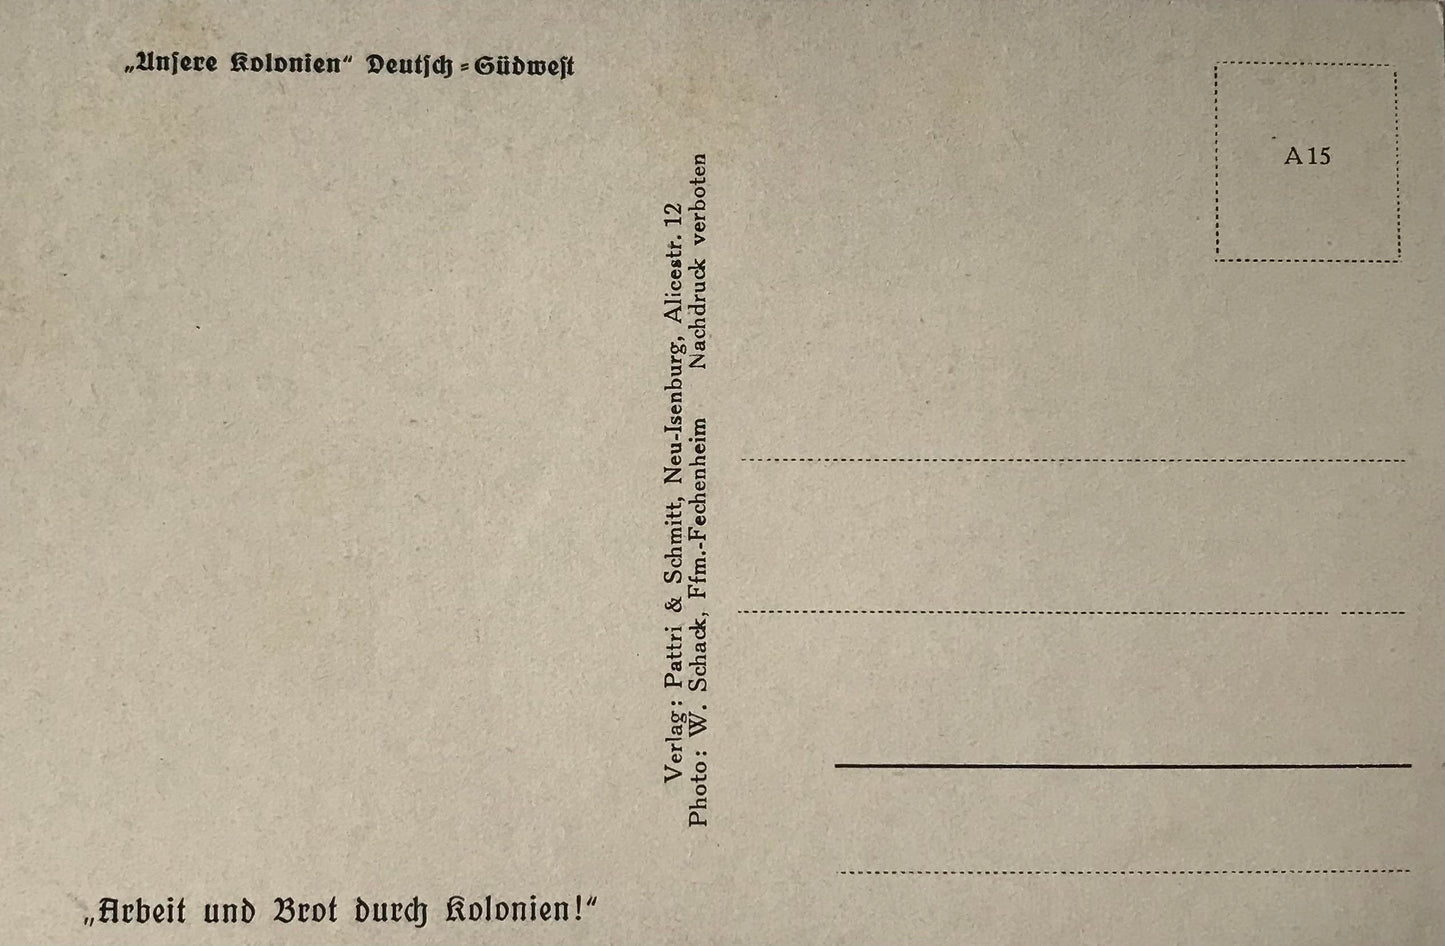 „Unsere Kolonien“ Deutsch-Südwest
A 15
Verlag: Pattri & Schmitt, Neu-Isenburg, Alicestr. 12
Photo: W. Schack, Ffm.-Fechenheim Nachdruck verboten
„Arbeit und Brot durch Kolonien!“